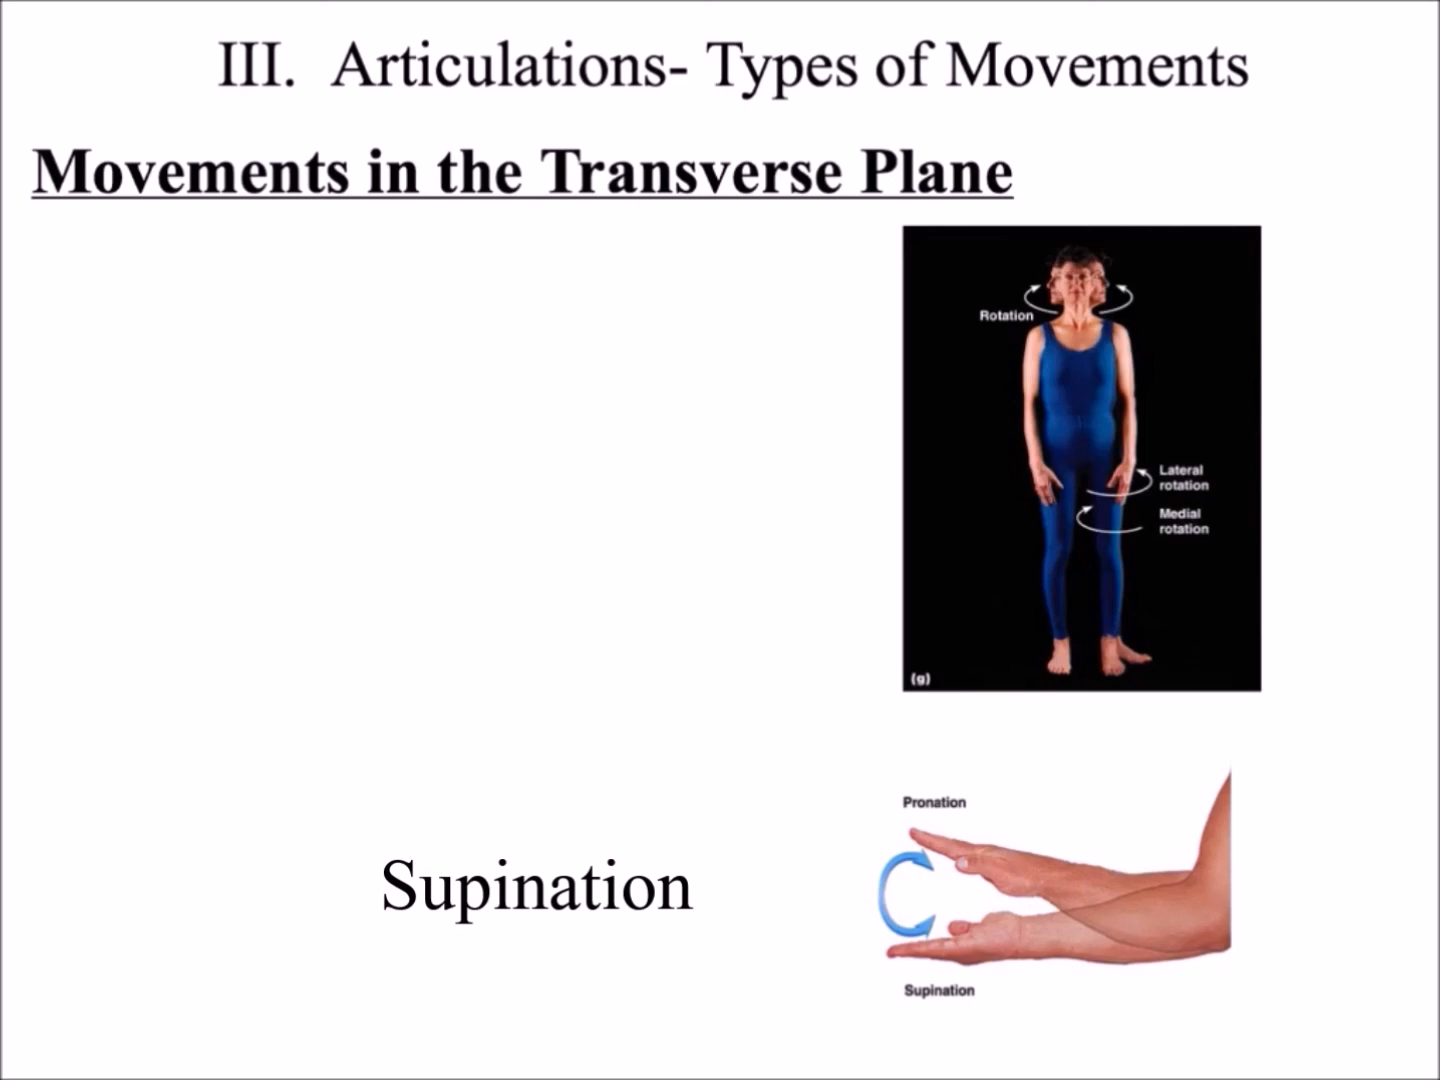 III. Articulations- Types of Movements
Movements in the Transverse Plane
Rotation
Lateral
rotation
Medial
rotation
(g)
Pronation
Supination
Supination